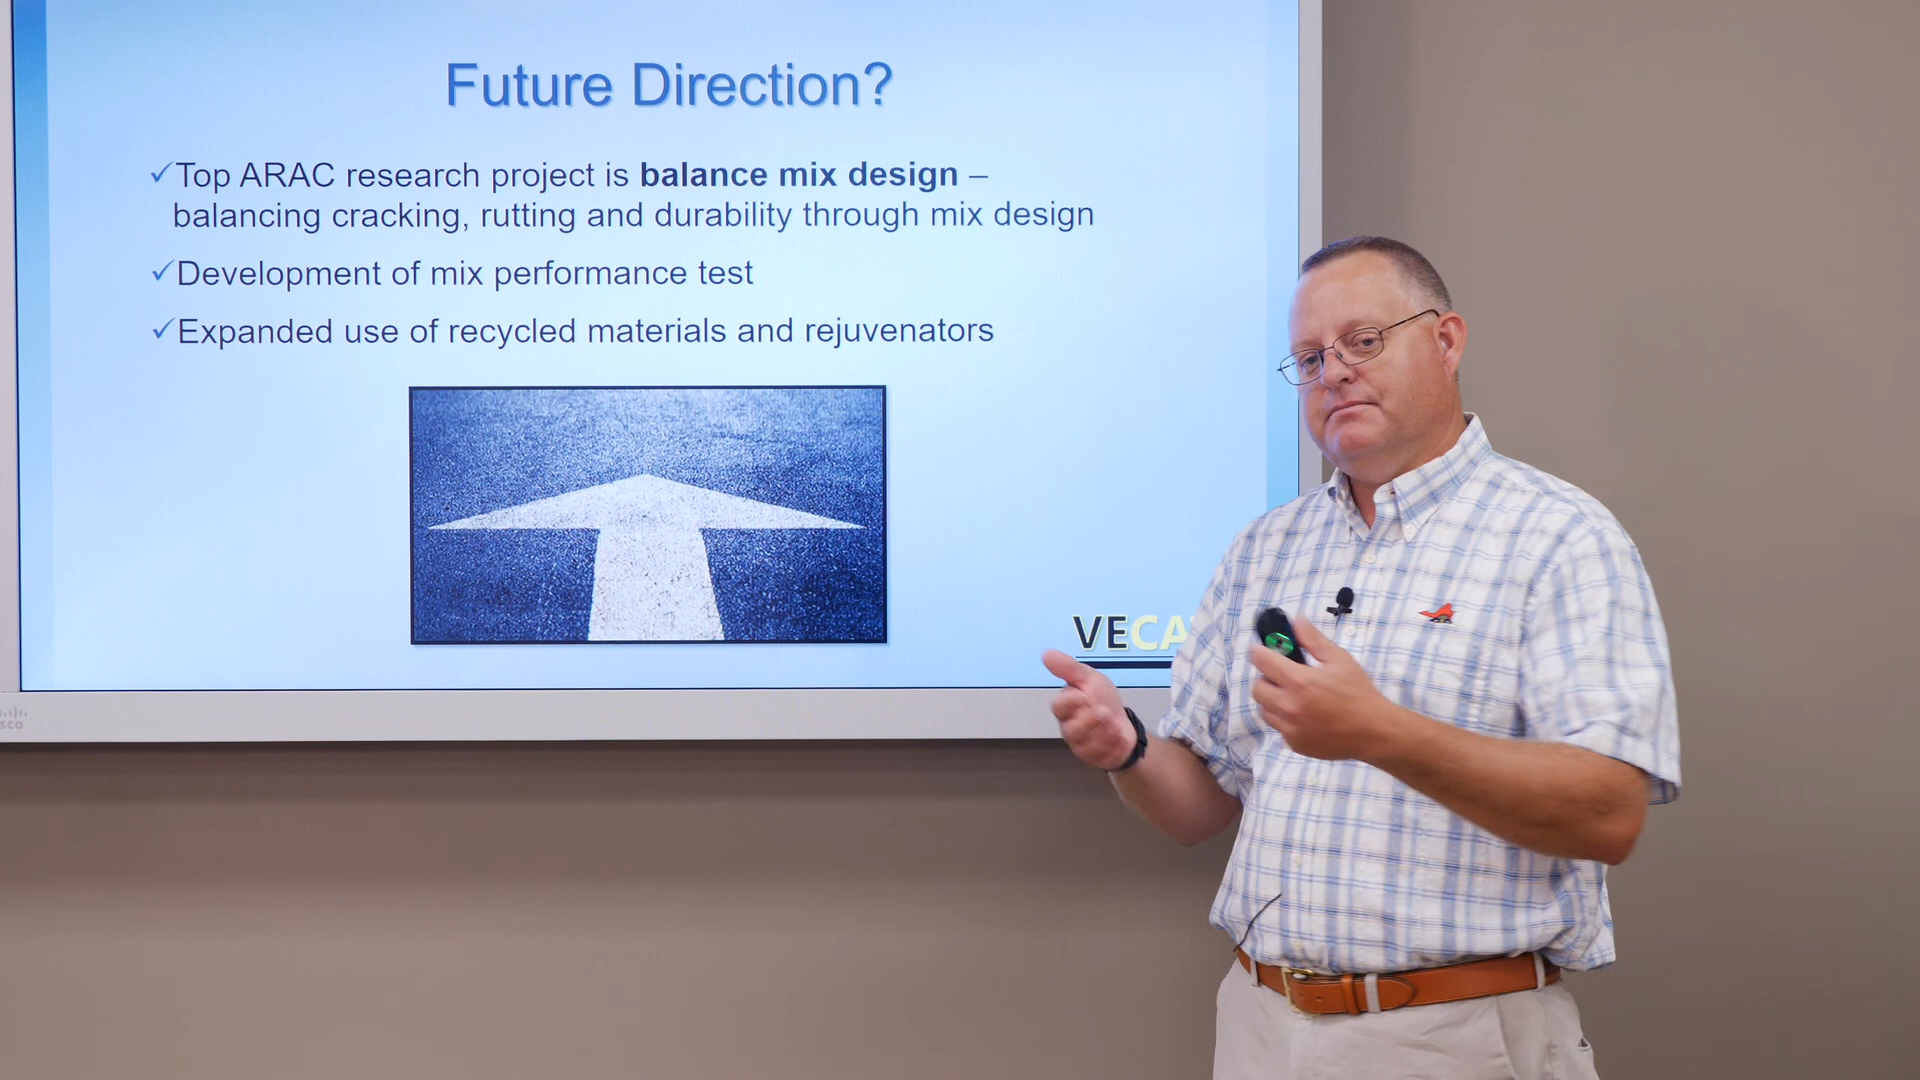 Future Direction?
✓Top ARAC research project is balance mix design –
balancing cracking, rutting and durability through mix design
✓Development of mix performance test
✓Expanded use of recycled materials and rejuvenators
VECA